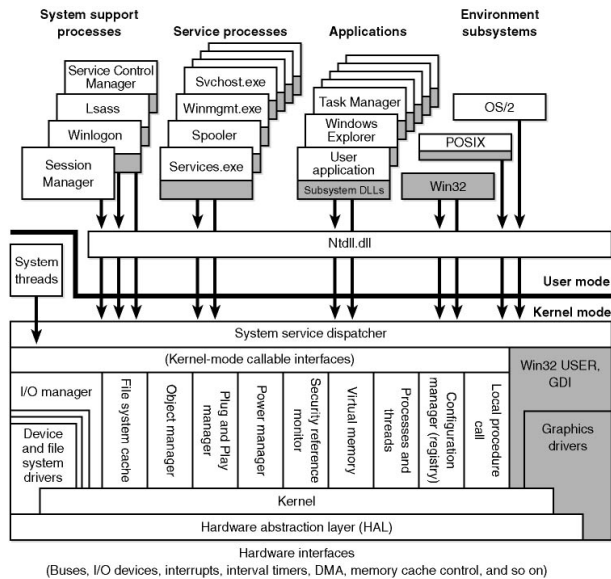 System support
processes
Service processes
Applications
Environment
subsystems
Service Control
Manager
Lsass
Winlogon
Session
Manager
Svchost.exe
Winmgmt.exe
Spooler
Services.exe
Task Manager
Windows
Explorer
User
application
Subsystem DLLs
OS/2
POSIX
Win32
Ntdll.dll
System
threads
User mode
Kernel mode
System service dispatcher
(Kernel-mode callable interfaces)
I/O manager
Device
and file
system
drivers
File system cache
Object manager
Plug and Play
manager
Power manager
Security reference
monitor
Virtual memory
Processes and
threads
Configuration
manager (registry)
Local procedure
call
Win32 USER,
GDI
Graphics
drivers
Kernel
Hardware abstraction layer (HAL)
Hardware interfaces
(Buses, I/O devices, interrupts, interval timers, DMA, memory cache control, and so on)